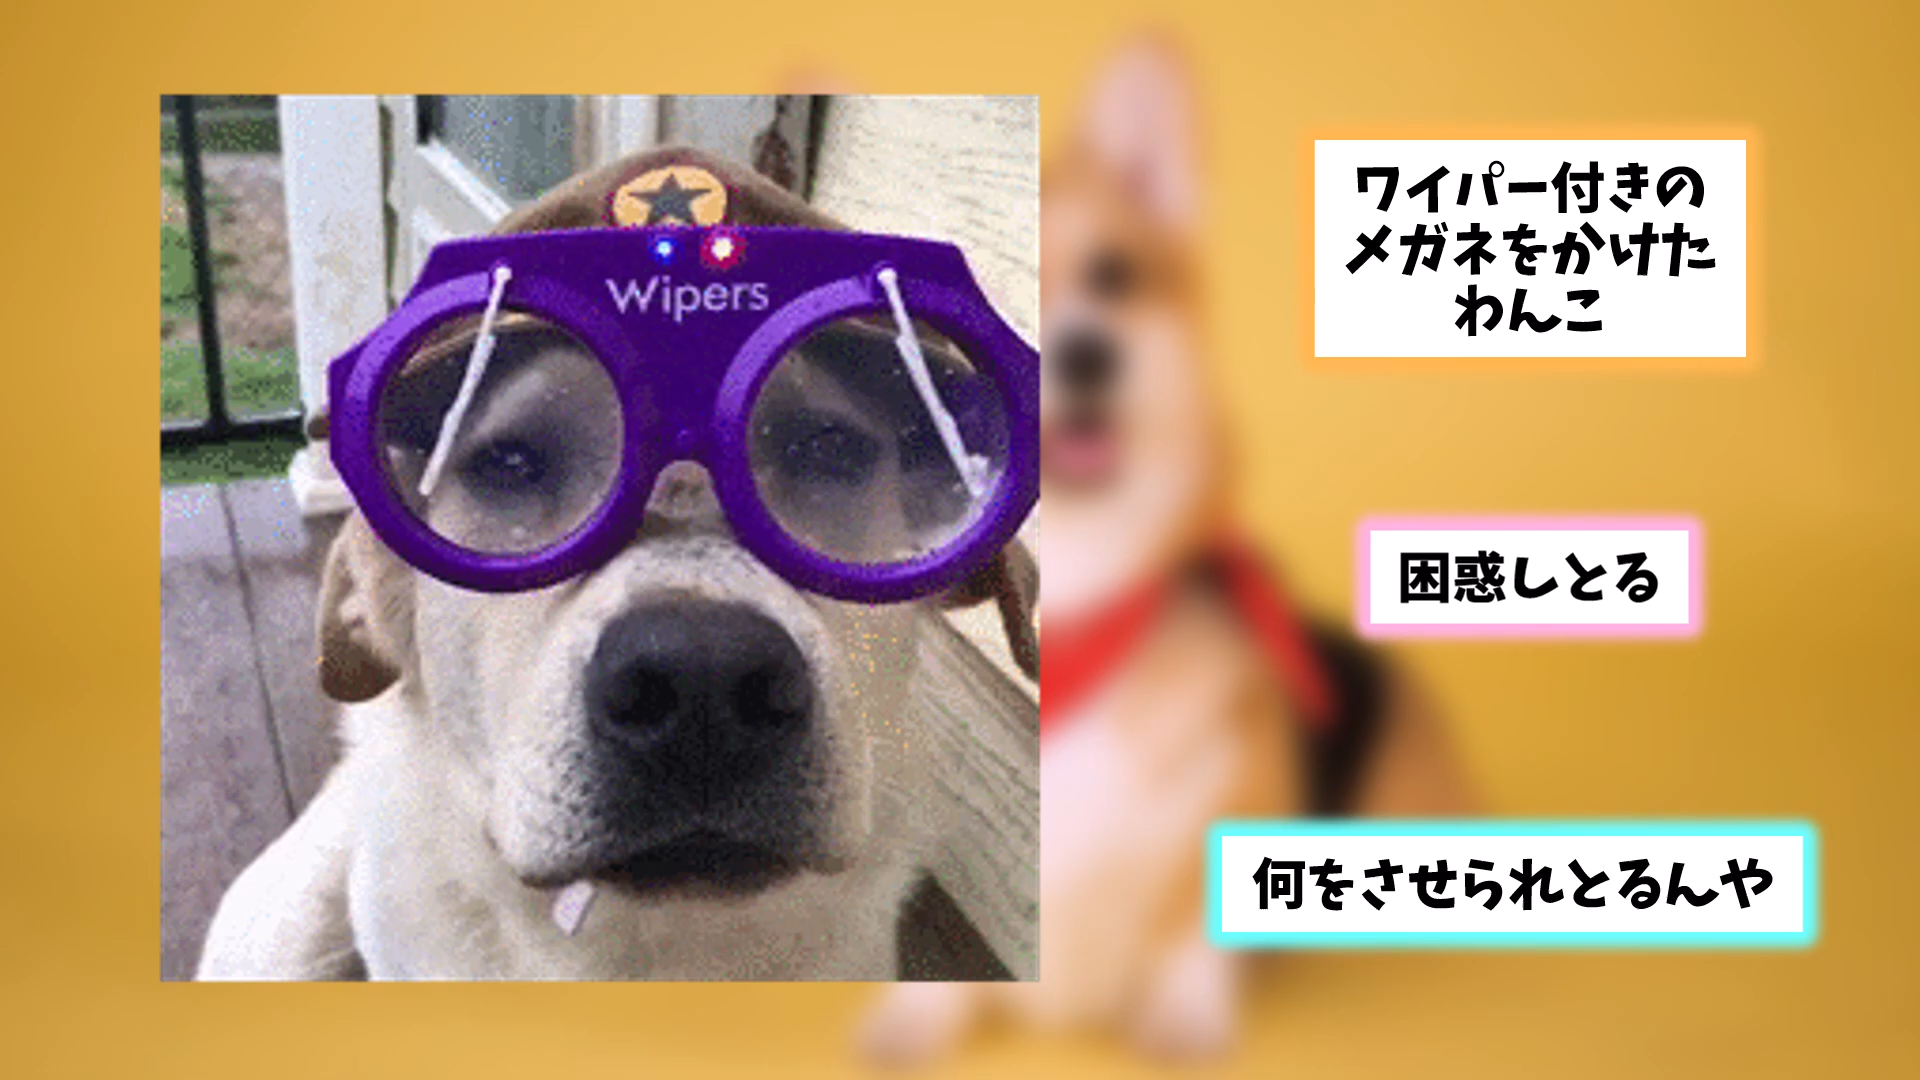 Wipers
ワイパー付きの
メガネをかけた
わんこ
困惑しとる
何をさせられとるんや